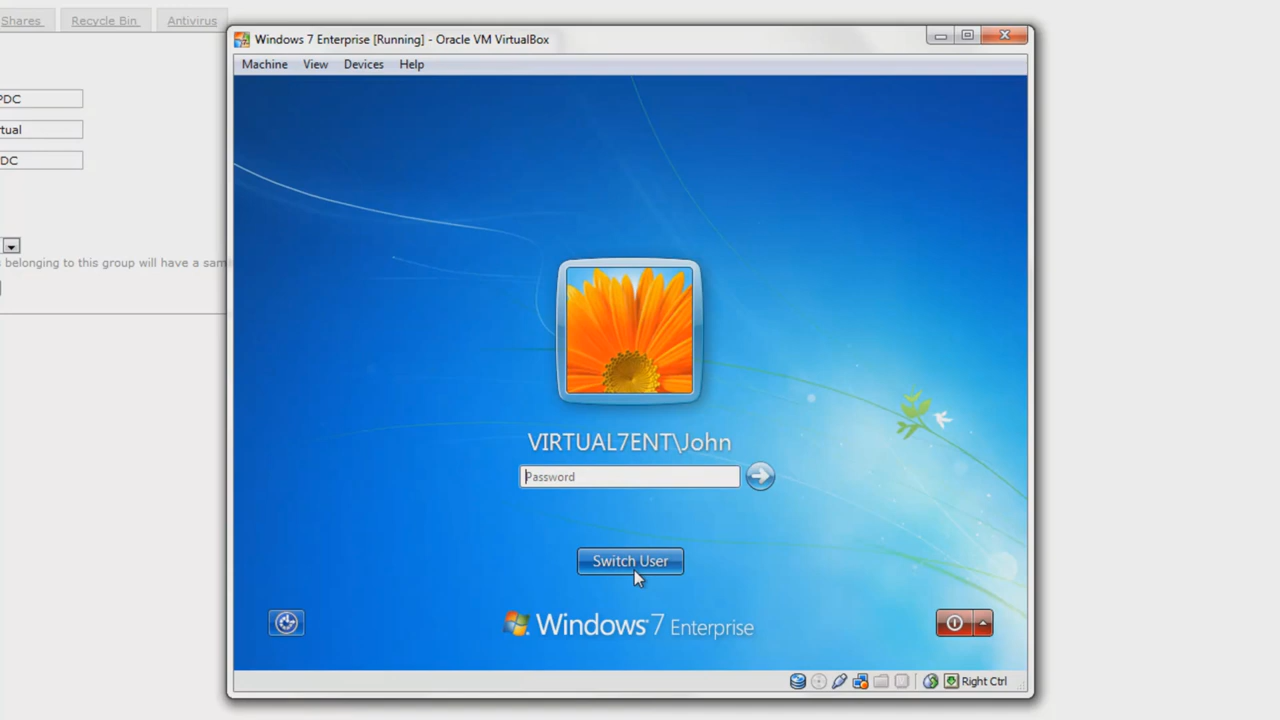 Shares
Recycle Bin
Antivirus
Windows 7 Enterprise [Running] - Oracle VM VirtualBox
Machine View Devices Help
PDC
rtual
DC
belonging to this group will have a sam
VIRTUAL7ENT\John
Password
Switch User
Windows 7 Enterprise
Right Ctrl